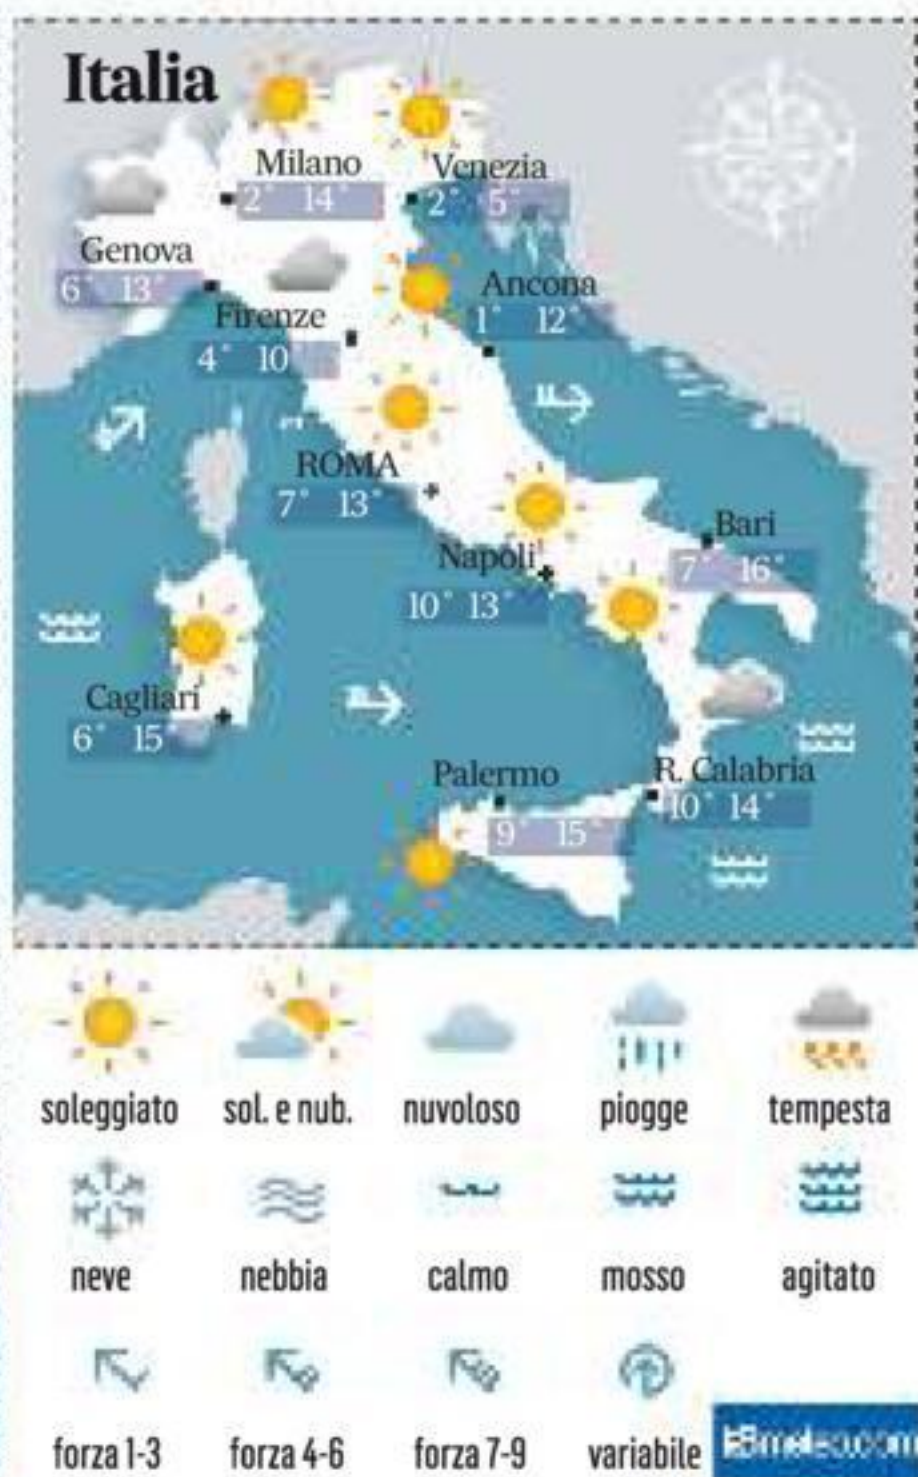 Italia
Milano
2° 14°
Venezia
2° 5°
Genova
6° 13°
Firenze
4° 10°
Ancona
1° 12°
ROMA
7° 13°
Napoli
10° 13°
Bari
7° 16°
Cagliari
6° 15°
Palermo
9° 15°
R. Calabria
10° 14°
soleggiato sol. e nub. nuvoloso piogge tempesta
neve nebbia calmo mosso agitato
forza 1-3 forza 4-6 forza 7-9 variabile